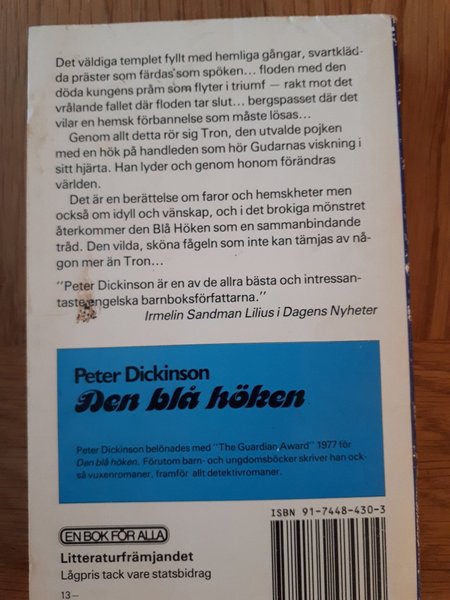 Det väldiga templet fyllt med hemliga gångar, svartkläd-
da präster som färdas som spöken... floden med den
döda kungens pråm som flyter i triumf — rakt mot det
vrålande fallet där floden tar slut... bergspasset där det
vilar en hemsk förbannelse som måste lösas...
Genom allt detta rör sig Tron, den utvalde pojken
med en hök på handleden som hör Gudarnas viskning i
sitt hjärta. Han lyder och genom honom förändras
världen.
Det är en berättelse om faror och hemskheter men
också om idyll och vänskap, och i det brokiga mönstret
återkommer den Blå Höken som en sammanbindande
tråd. Den vilda, sköna fågeln som inte kan tämjas av nå-
gon mer än Tron...
"Peter Dickinson är en av de allra bästa och intressan-
taste engelska barnboksförfattarna."
Irmelin Sandman Lilius i Dagens Nyheter
Peter Dickinson
Den blå höken
Peter Dickinson belönades med "The Guardian Award" 1977 för
Den blå höken. Förutom barn- och ungdomsböcker skriver han ock-
så vuxenromaner, framför allt detektivromaner.
ISBN 91-7448-430-3
EN BOK FÖR ALLA
Litteraturfrämjandet
Lågpris tack vare statsbidrag
13—